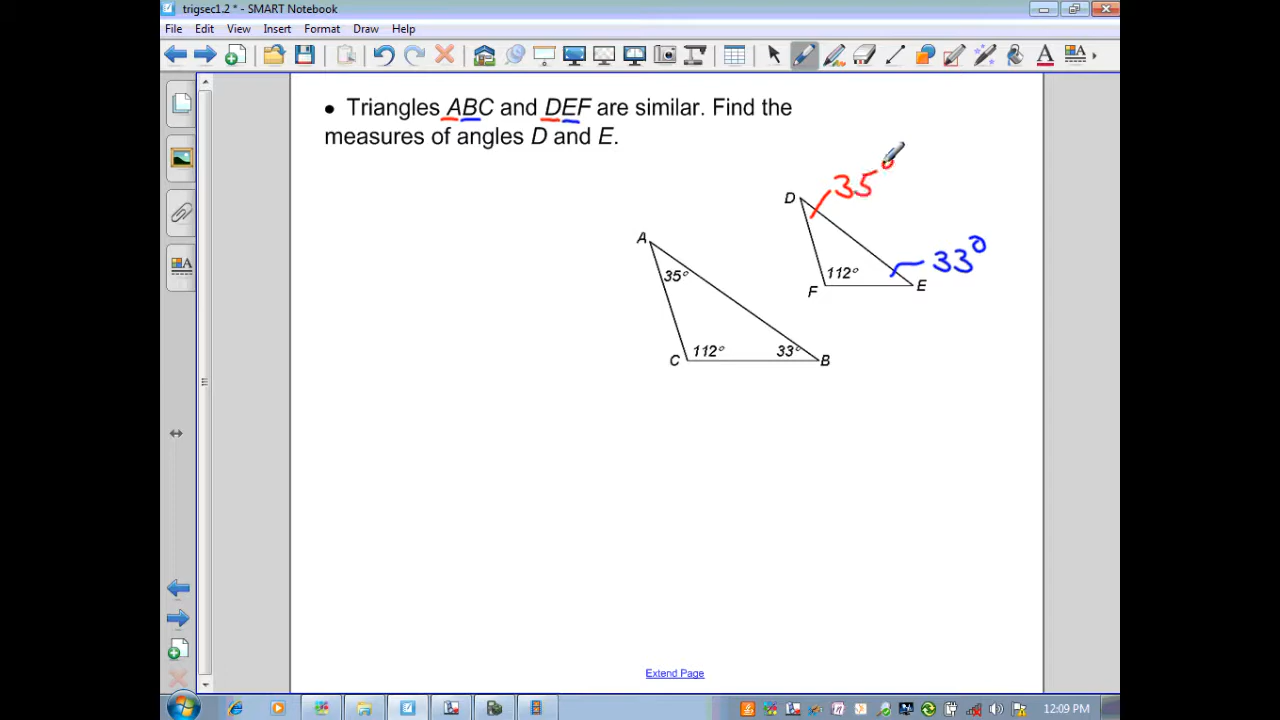 trigsec1.2 * - SMART Notebook
File Edit View Insert Format Draw Help
• Triangles ABC and DEF are similar. Find the
measures of angles D and E.
35°
D
A
33°
35°
112°
F
E
112°
33°
C
B
Extend Page
12:09 PM